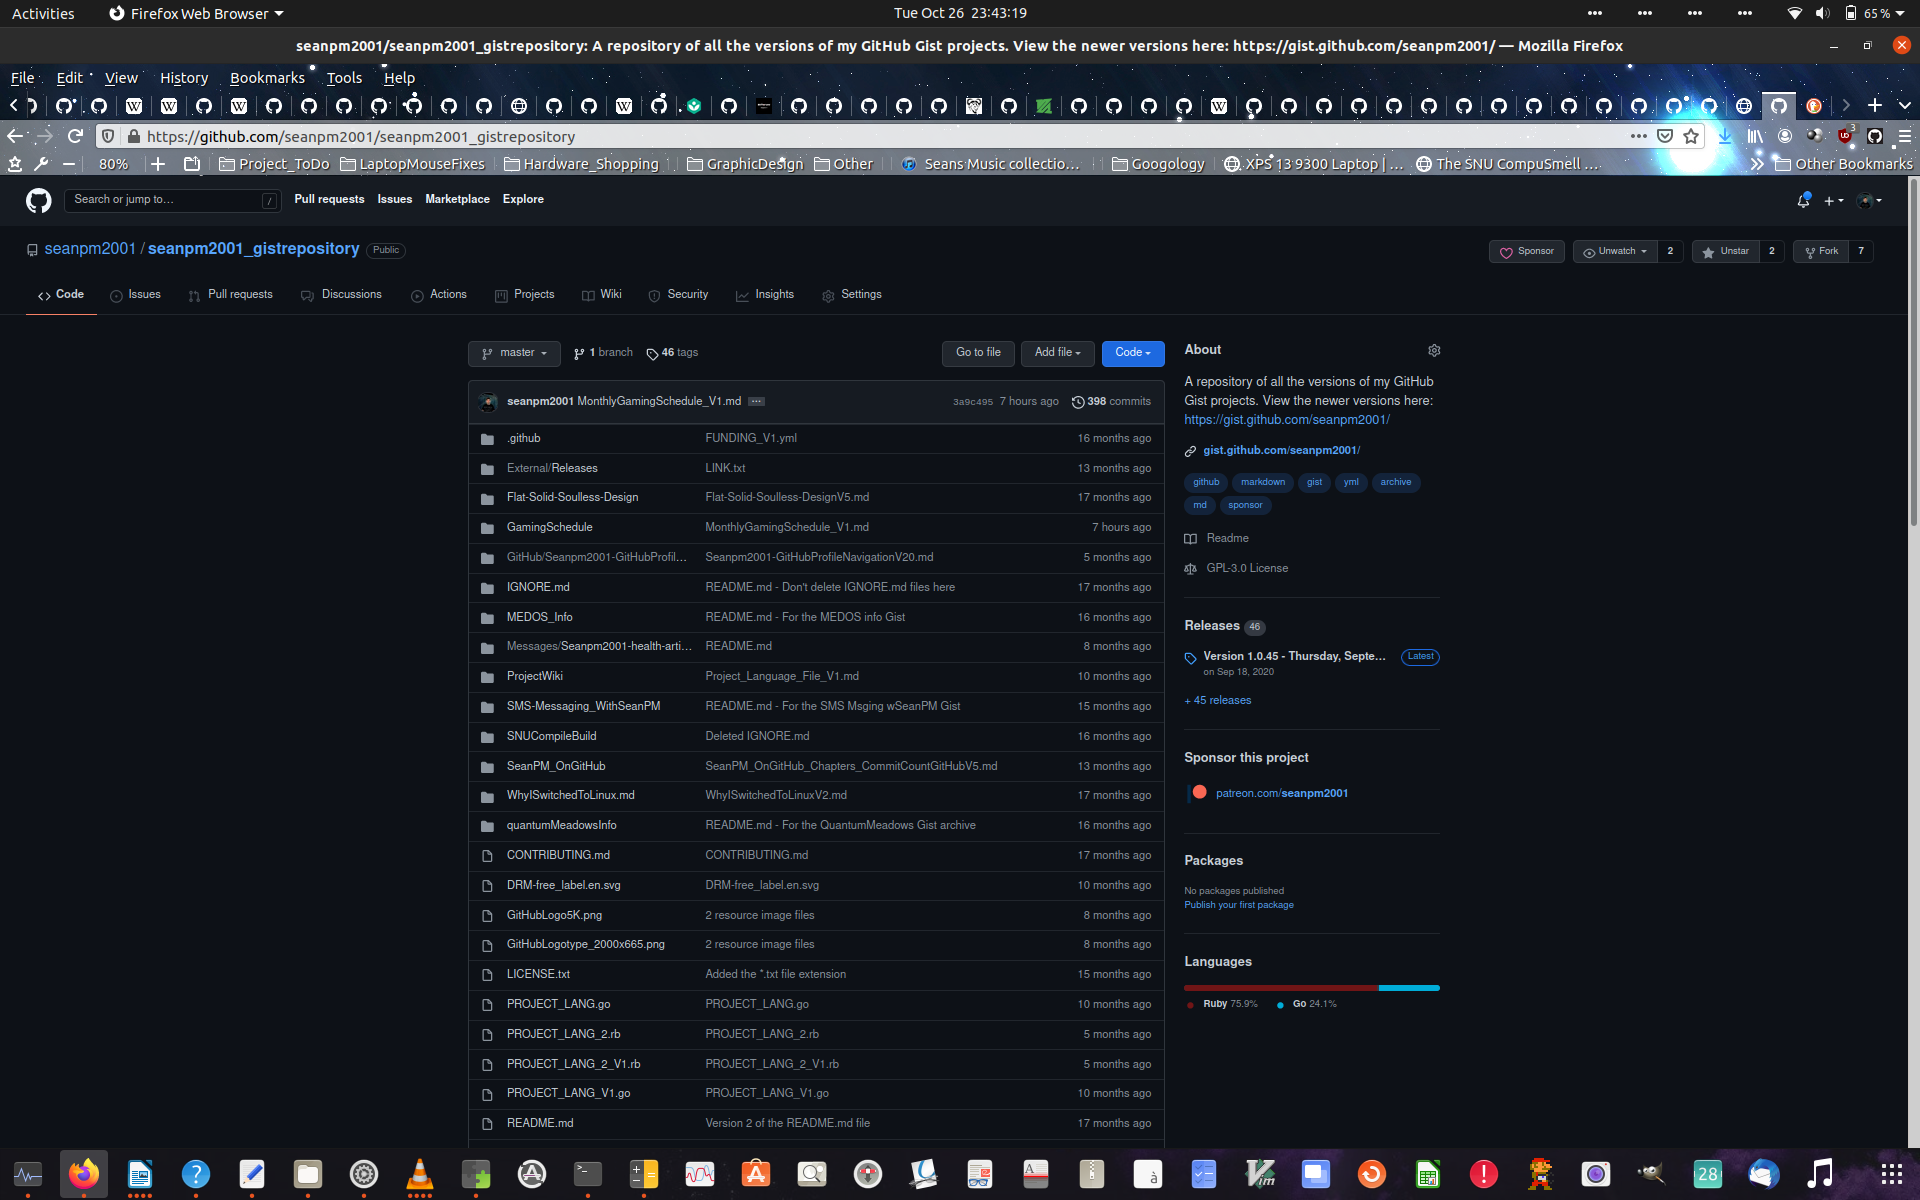 Activities Firefox Web Browser Tue Oct 26 23:43:19 65 %
seanpm2001/seanpm2001_gistrepository: A repository of all the versions of my GitHub Gist projects. View the newer versions here: https://gist.github.com/seanpm2001/ — Mozilla Firefox
File Edit View History Bookmarks Tools Help
https://github.com/seanpm2001/seanpm2001_gistrepository 3
80% Project_ToDo LaptopMouseFixes Hardware_Shopping GraphicDesign Other Seans Music collectio… Googology XPS 13 9300 Laptop | … The SNU CompuSmell … Other Bookmarks
Search or jump to… / Pull requests Issues Marketplace Explore
seanpm2001 / seanpm2001_gistrepository Public Sponsor Unwatch 2 Unstar 2 Fork 7
Code Issues Pull requests Discussions Actions Projects Wiki Security Insights Settings
master 1 branch 46 tags Go to file Add file Code
seanpm2001 MonthlyGamingSchedule_V1.md 3a9c495 7 hours ago 398 commits
.github FUNDING_V1.yml 16 months ago
External/Releases LINK.txt 13 months ago
Flat-Solid-Soulless-Design Flat-Solid-Soulless-DesignV5.md 17 months ago
GamingSchedule MonthlyGamingSchedule_V1.md 7 hours ago
GitHub/Seanpm2001-GitHubProfil… Seanpm2001-GitHubProfileNavigationV20.md 5 months ago
IGNORE.md README.md - Don't delete IGNORE.md files here 17 months ago
MEDOS_Info README.md - For the MEDOS info Gist 16 months ago
Messages/Seanpm2001-health-arti… README.md 8 months ago
ProjectWiki Project_Language_File_V1.md 10 months ago
SMS-Messaging_WithSeanPM README.md - For the SMS Msging wSeanPM Gist 15 months ago
SNUCompileBuild Deleted IGNORE.md 16 months ago
SeanPM_OnGitHub SeanPM_OnGitHub_Chapters_CommitCountGitHubV5.md 13 months ago
WhyISwitchedToLinux.md WhyISwitchedToLinuxV2.md 17 months ago
quantumMeadowsInfo README.md - For the QuantumMeadows Gist archive 16 months ago
CONTRIBUTING.md CONTRIBUTING.md 17 months ago
DRM-free_label.en.svg DRM-free_label.en.svg 10 months ago
GitHubLogo5K.png 2 resource image files 8 months ago
GitHubLogotype_2000x665.png 2 resource image files 8 months ago
LICENSE.txt Added the *.txt file extension 15 months ago
PROJECT_LANG.go PROJECT_LANG.go 10 months ago
PROJECT_LANG_2.rb PROJECT_LANG_2.rb 5 months ago
PROJECT_LANG_2_V1.rb PROJECT_LANG_2_V1.rb 5 months ago
PROJECT_LANG_V1.go PROJECT_LANG_V1.go 10 months ago
README.md Version 2 of the README.md file 17 months ago
About
A repository of all the versions of my GitHub
Gist projects. View the newer versions here:
https://gist.github.com/seanpm2001/
gist.github.com/seanpm2001/
github markdown gist yml archive
md sponsor
Readme
GPL-3.0 License
Releases 46
Version 1.0.45 - Thursday, Septe… Latest
on Sep 18, 2020
+ 45 releases
Sponsor this project
patreon.com/seanpm2001
Packages
No packages published
Publish your first package
Languages
Ruby 75.9% Go 24.1%
28